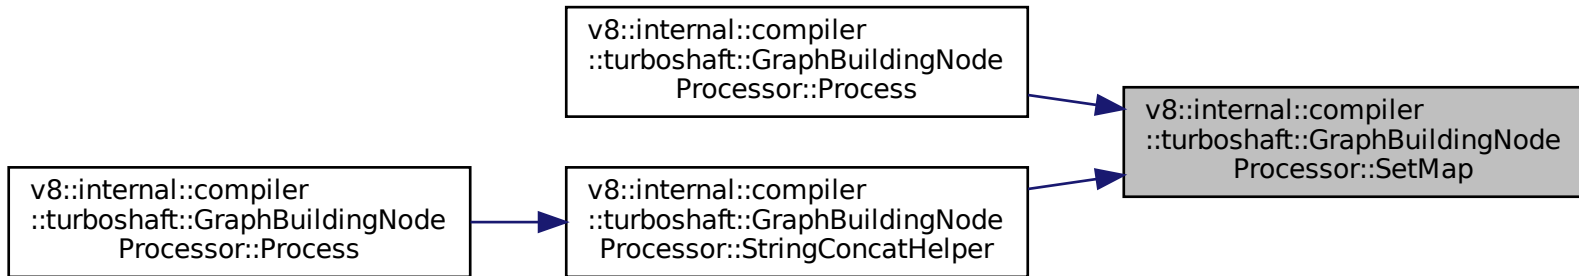 v8::internal::compiler
::turboshaft::GraphBuildingNode
Processor::Process
v8::internal::compiler
::turboshaft::GraphBuildingNode
Processor::SetMap
v8::internal::compiler
::turboshaft::GraphBuildingNode
Processor::Process
v8::internal::compiler
::turboshaft::GraphBuildingNode
Processor::StringConcatHelper